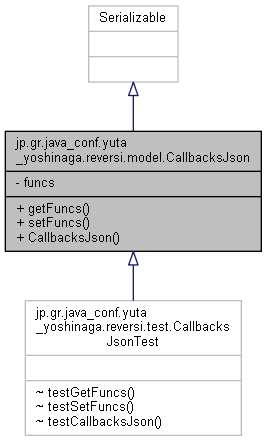 Serializable
jp.gr.java_conf.yuta
_yoshinaga.reversi.model.CallbacksJson
- funcs
+ getFuncs()
+ setFuncs()
+ CallbacksJson()
jp.gr.java_conf.yuta
_yoshinaga.reversi.test.Callbacks
JsonTest
~ testGetFuncs()
~ testSetFuncs()
~ testCallbacksJson()